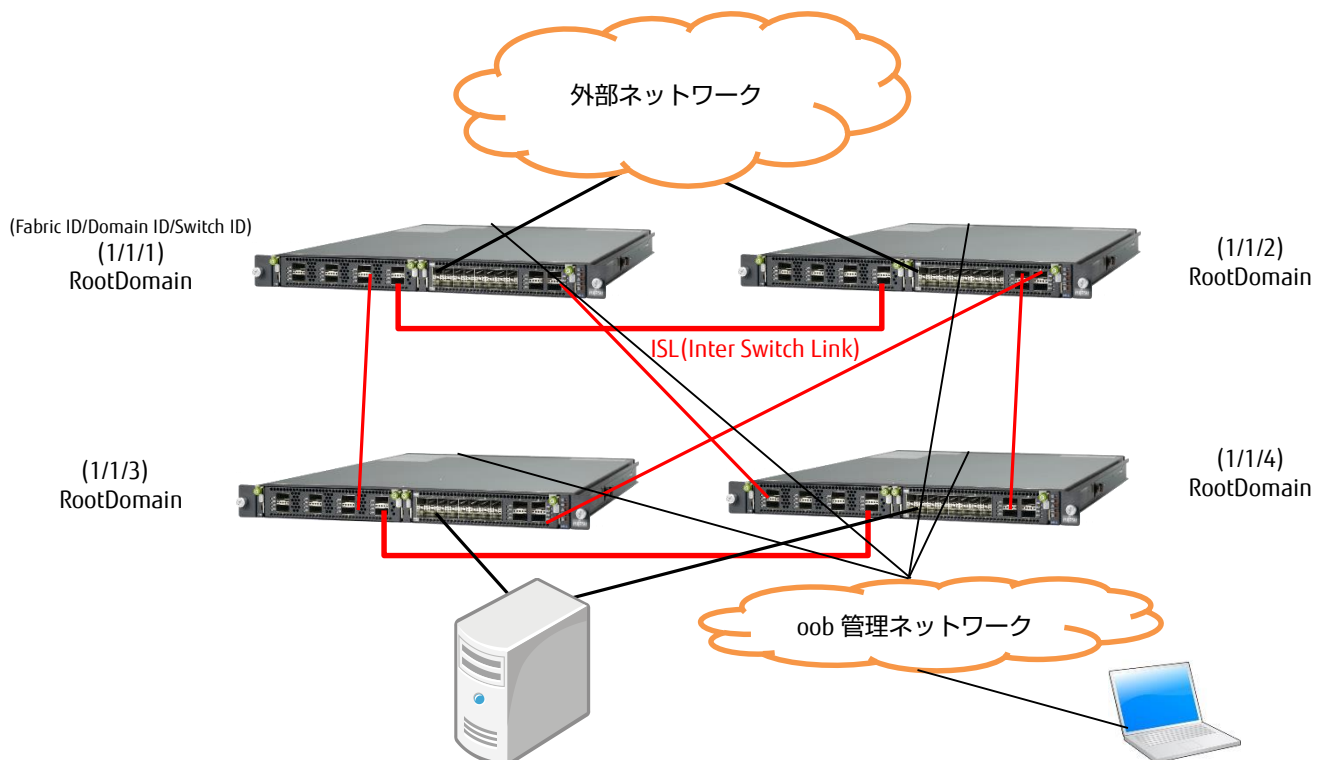 外部ネットワーク
(Fabric ID/Domain ID/Switch ID)
(1/1/1)
RootDomain
(1/1/2)
RootDomain
ISL(Inter Switch Link)
(1/1/3)
RootDomain
(1/1/4)
RootDomain
oob 管理ネットワーク